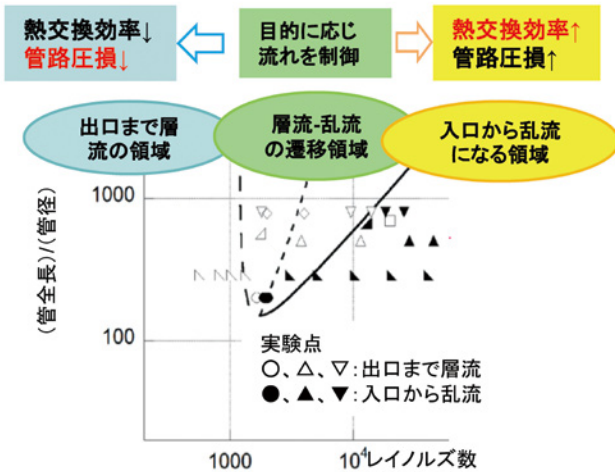 熱交換効率↓
管路圧損↓
目的に応じ
流れを制御
熱交換効率↑
管路圧損↑
出口まで層
流の領域
層流-乱流
の遷移領域
入口から乱流
になる領域
(管全長)/(管径)
1000
100
実験点
○、△、▽:出口まで層流
●、▲、▼:入口から乱流
1000
10⁴
レイノルズ数